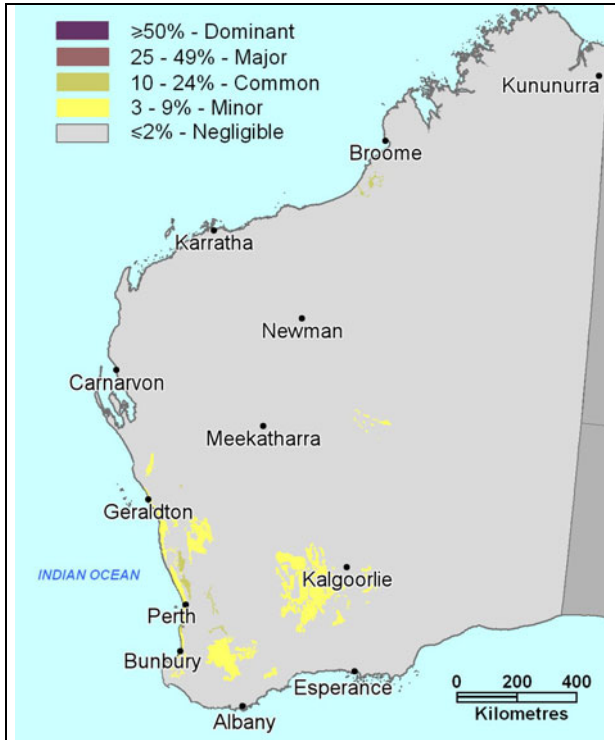 ≥50% - Dominant
25 - 49% - Major
10 - 24% - Common
3 - 9% - Minor
≤2% - Negligible
Kununurra
Broome
Karratha
Newman
Carnarvon
Meekatharra
Geraldton
INDIAN OCEAN
Kalgoorlie
Perth
Bunbury
Esperance
Albany
0 200 400
Kilometres